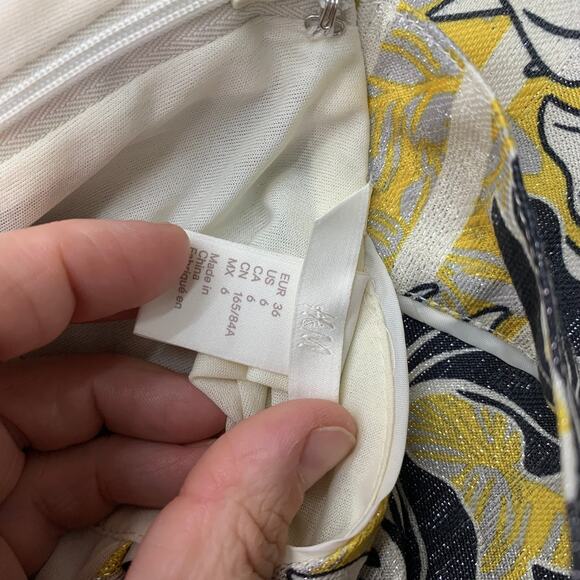 H&M
EUR 36
US 6
CA 6
CN 165/84A
MX 6
Made in
China
Fabriqué en